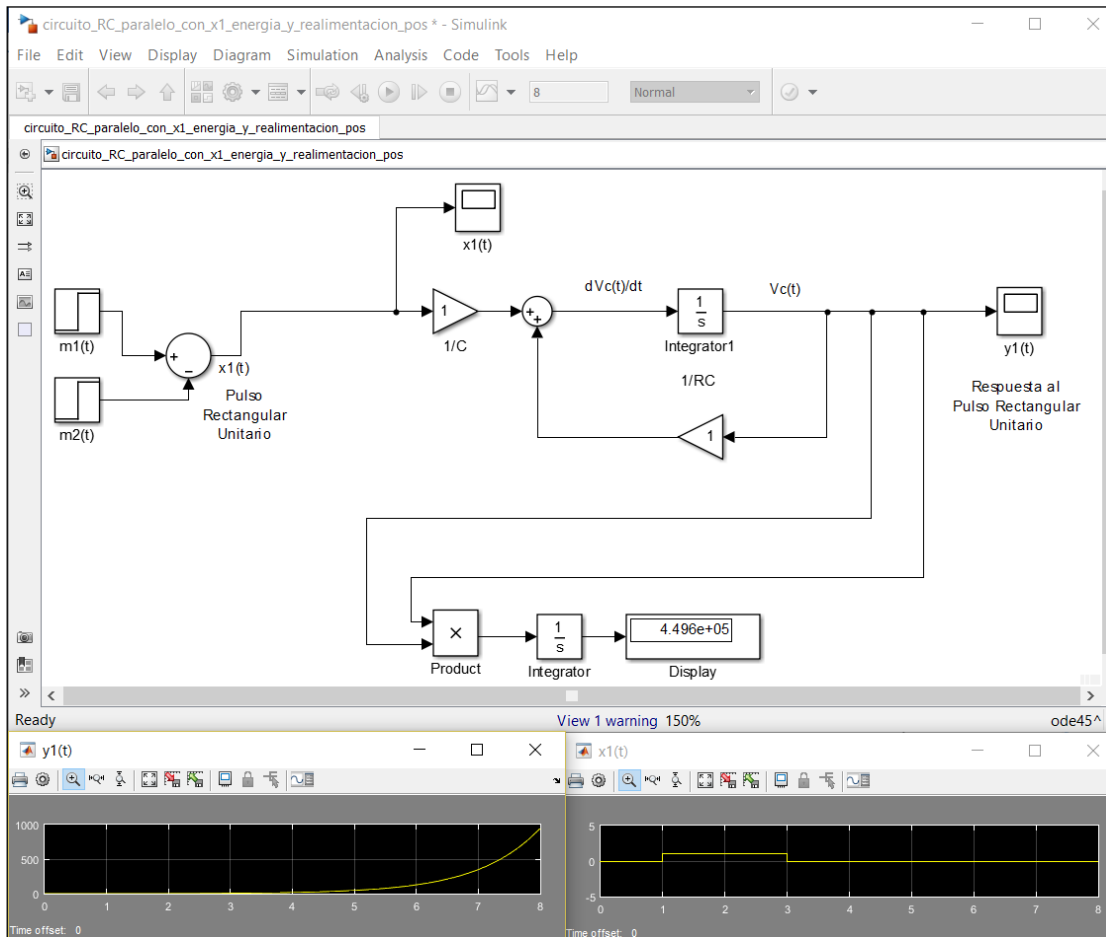 circuito_RC_paralelo_con_x1_energia_y_realimentacion_pos * - Simulink
File Edit View Display Diagram Simulation Analysis Code Tools Help
8 Normal
circuito_RC_paralelo_con_x1_energia_y_realimentacion_pos
circuito_RC_paralelo_con_x1_energia_y_realimentacion_pos
x1(t)
m1(t)
+
−
x1(t)
m2(t)
Pulso
Rectangular
Unitario
1
1/C
+
+
dVc(t)/dt
1
s
Integrator1
Vc(t)
y1(t)
1/RC
1
Respuesta al
Pulso Rectangular
Unitario
×
Product
1
s
Integrator
4.496e+05
Display
Ready View 1 warning 150% ode45^
y1(t)
1000
500
0
0 1 2 3 4 5 6 7 8
Time offset: 0
x1(t)
5
0
-5
0 1 2 3 4 5 6 7 8
Time offset: 0